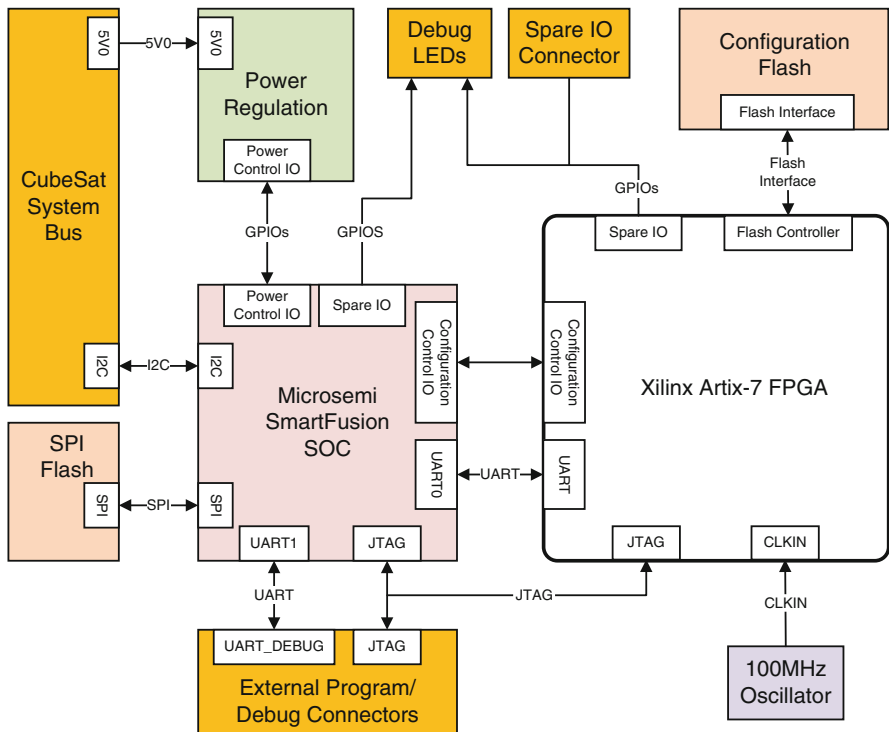 5V0
5V0
5V0
Debug
LEDs
Spare IO
Connector
Configuration
Flash
Power
Regulation
Flash Interface
Power
Control IO
Flash
Interface
CubeSat
System
Bus
GPIOs
GPIOs
GPIOS
Spare IO
Flash Controller
Power
Control IO
Spare IO
Configuration
Control IO
Configuration
Control IO
I2C
I2C
I2C
Microsemi
SmartFusion
SOC
Xilinx Artix-7 FPGA
SPI
Flash
UART0
UART
UART
SPI
SPI
SPI
UART1
JTAG
JTAG
CLKIN
UART
JTAG
CLKIN
UART_DEBUG
JTAG
External Program/
Debug Connectors
100MHz
Oscillator